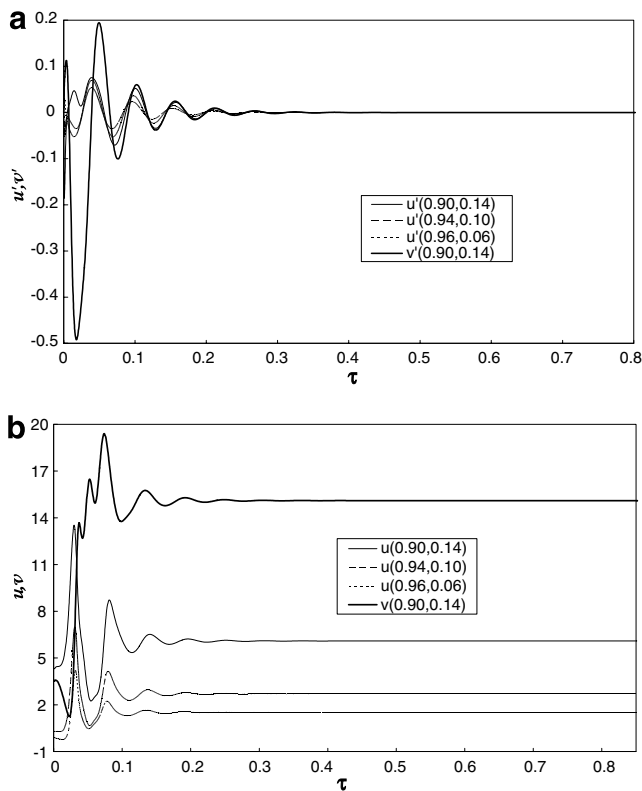 a
0.2
0.1
0
-0.1
-0.2
-0.3
-0.4
-0.5
u',v'
u'(0.90,0.14)
u'(0.94,0.10)
u'(0.96,0.06)
v'(0.90,0.14)
0 0.1 0.2 0.3 0.4 0.5 0.6 0.7 0.8
τ
b
20
17
14
11
8
5
2
-1
u,v
u(0.90,0.14)
u(0.94,0.10)
u(0.96,0.06)
v(0.90,0.14)
0 0.1 0.2 0.3 0.4 0.5 0.6 0.7 0.8
τ